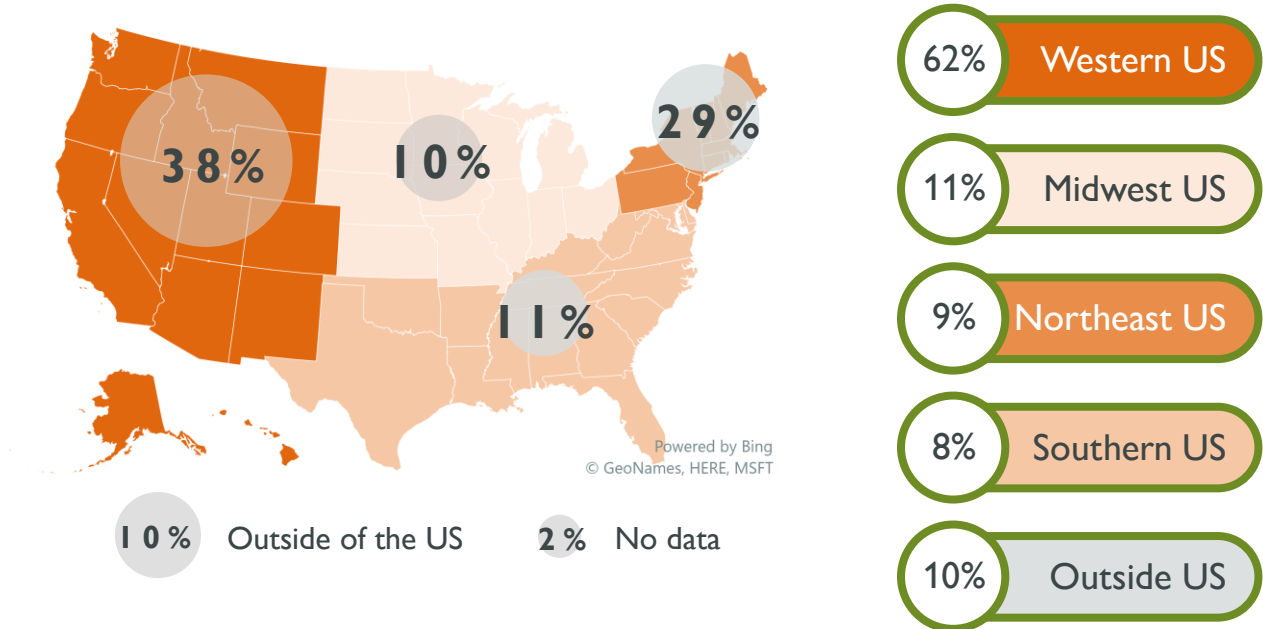 38%
10%
29%
11%
Powered by Bing
© GeoNames, HERE, MSFT
10% Outside of the US
2% No data
62% Western US
11% Midwest US
9% Northeast US
8% Southern US
10% Outside US